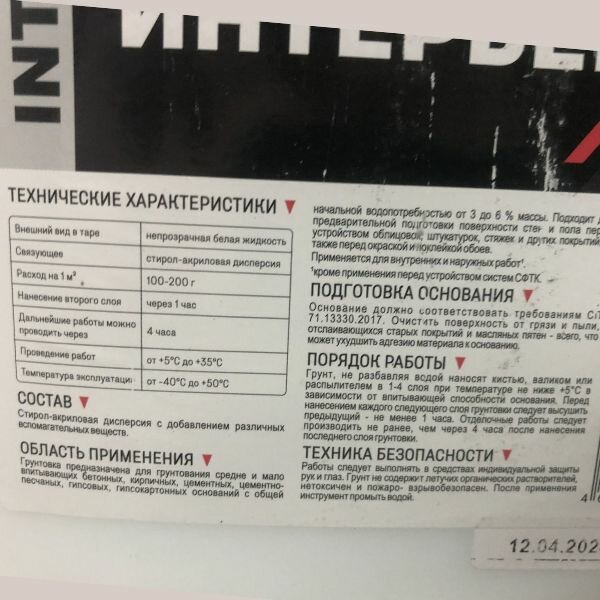 INT
ИНТЕРЬЕ
ТЕХНИЧЕСКИЕ ХАРАКТЕРИСТИКИ
Внешний вид в таре непрозрачная белая жидкость
Связующее стирол-акриловая дисперсия
Расход на 1 м² 100-200 г
Нанесение второго слоя через 1 час
Дальнейшие работы можно
проводить через 4 часа
Проведение работ от +5°С до +35°С
Температура эксплуатаци от -40°С до +50°С
СОСТАВ
Стирол-акриловая дисперсия с добавлением различных
вспомагательных веществ.
ОБЛАСТЬ ПРИМЕНЕНИЯ
Грунтовка предназначена для грунтования средне и мало
впитывающих бетонных, кирпичных, цементных, цементно-
песчаных, гипсовых, гипсокартонных оснований с общей
начальной водопотребностью от 3 до 6 % массы. Подходит
предварительной подготовки поверхности стен и пола пер
устройством облицовок, штукатурок, стяжек и других покрытий
также перед окраской и поклейкой обоев.
Применяется для внутренних и наружных работ¹.
¹кроме применения перед устройством систем СФТК.
ПОДГОТОВКА ОСНОВАНИЯ
Основание должно соответствовать требованиям СП
71.13330.2017. Очистить поверхность от грязи и пыли,
отслаивающихся старых покрытий и масляных пятен - всего, что
может ухудшить адгезию материала к основанию.
ПОРЯДОК РАБОТЫ
Грунт, не разбавляя водой наносят кистью, валиком или
распылителем в 1-4 слоя при температуре не ниже +5°С в
зависимости от впитывающей способности основания. Перед
нанесением каждого следующего слоя грунтовки следует высушить
предыдущий - не менее 1 часа. Отделочные работы следует
производить не ранее, чем через 4 часа после нанесения
последнего слоя грунтовки.
ТЕХНИКА БЕЗОПАСНОСТИ
Работы следует выполнять в средствах индивидуальной защиты
рук и глаз. Грунт не содержит летучих органических растворителей,
нетоксичен и пожаро- взрывобезопасен. После применения
инструмент промыть водой.
12.04.202